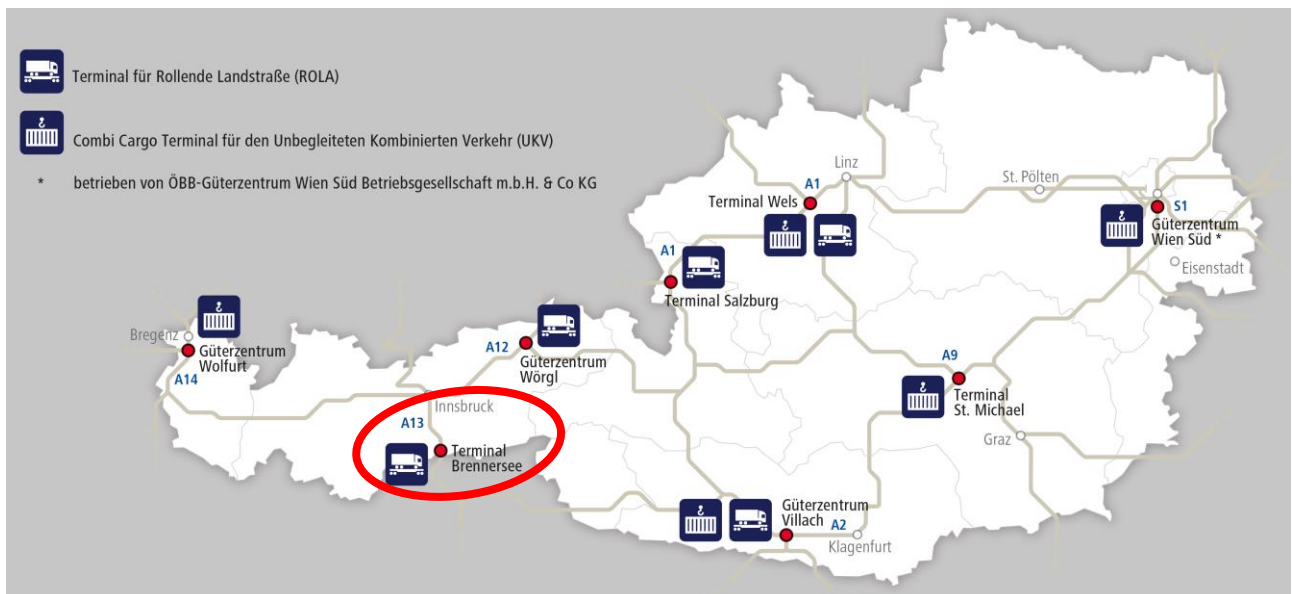 Terminal für Rollende Landstraße (ROLA)
Combi Cargo Terminal für den Unbegleiteten Kombinierten Verkehr (UKV)
* betrieben von ÖBB-Güterzentrum Wien Süd Betriebsgesellschaft m.b.H. & Co KG
Linz
A1
Terminal Wels
St. Pölten
S1
Güterzentrum
Wien Süd *
Eisenstadt
A1
Terminal Salzburg
Bregenz
Güterzentrum
Wolfurt
A14
A12
Güterzentrum
Wörgl
A9
Terminal
St. Michael
Innsbruck
A13
Terminal
Brennersee
Graz
Güterzentrum
Villach
A2
Klagenfurt